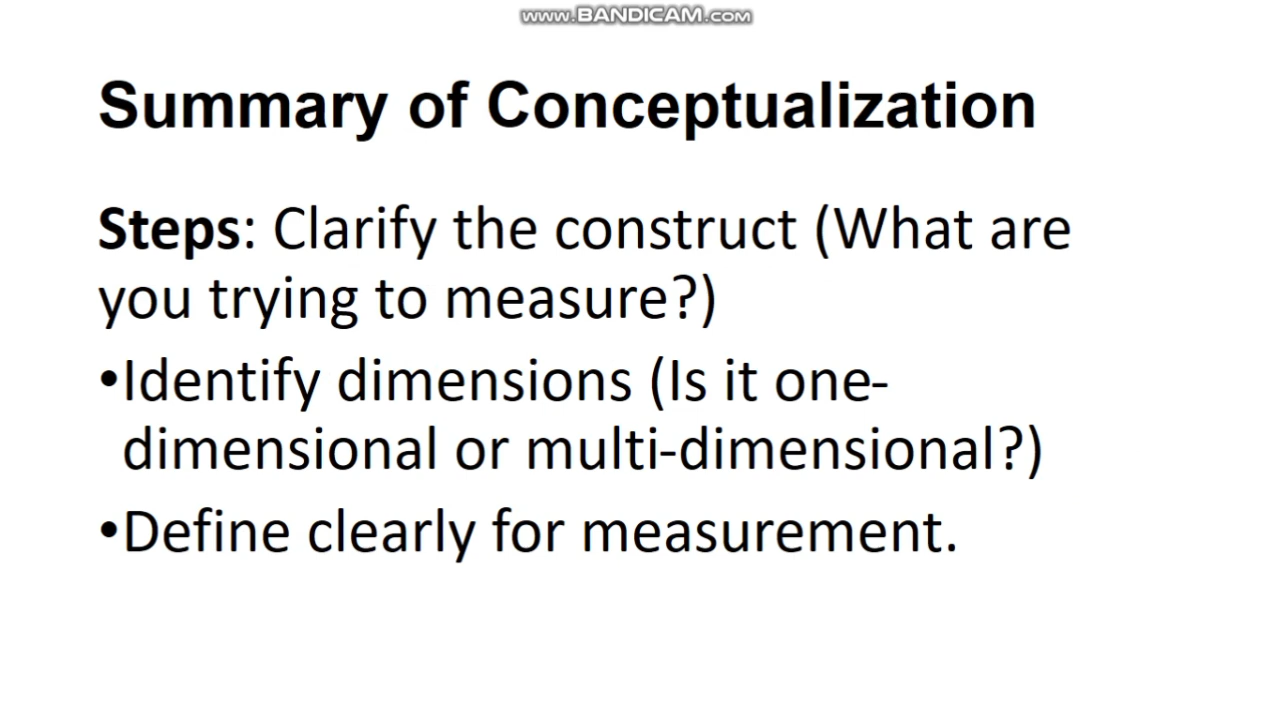 www.BANDICAM.com
Summary of Conceptualization
Steps: Clarify the construct (What are
you trying to measure?)
•Identify dimensions (Is it one-
dimensional or multi-dimensional?)
•Define clearly for measurement.